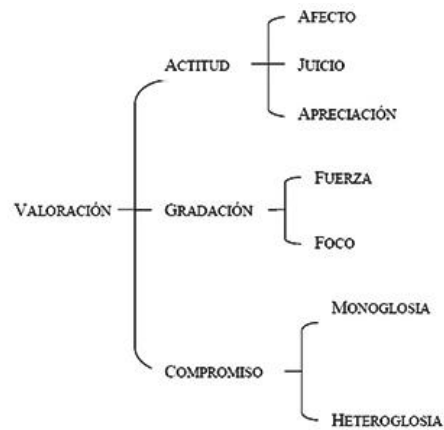 AFECTO
ACTITUD
JUICIO
APRECIACIÓN
FUERZA
VALORACIÓN
GRADACIÓN
FOCO
MONOGLOSIA
COMPROMISO
HETEROGLOSIA